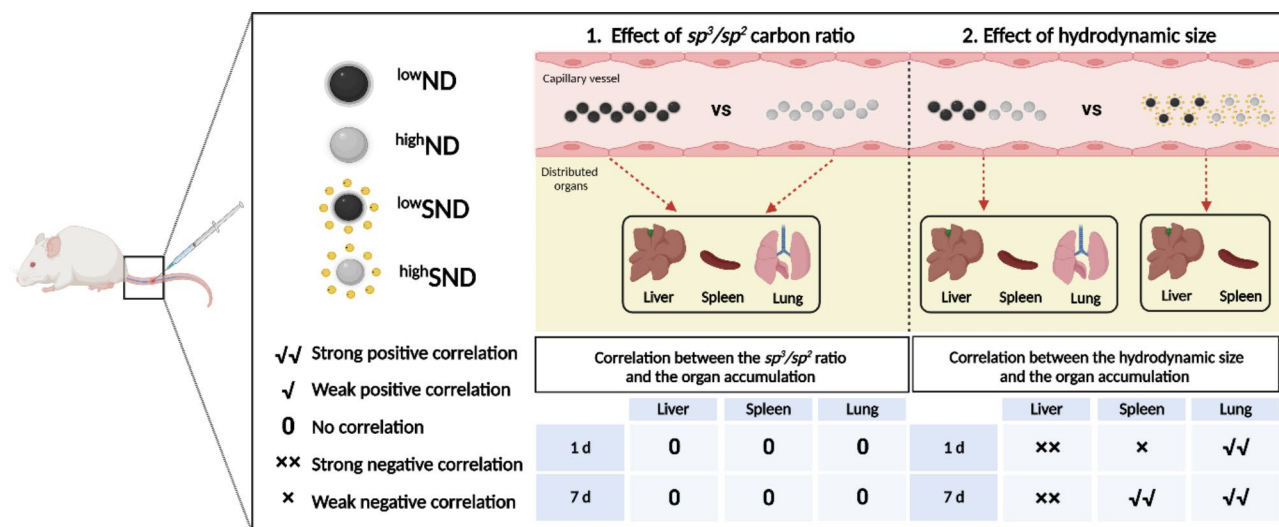 1. Effect of sp³/sp² carbon ratio
2. Effect of hydrodynamic size
lowND
highND
lowSND
highSND
Capillary vessel
vs
vs
Distributed
organs
Liver Spleen Lung
Liver Spleen Lung
Liver Spleen
√√ Strong positive correlation
√ Weak positive correlation
0 No correlation
×× Strong negative correlation
× Weak negative correlation
Correlation between the sp³/sp² ratio
and the organ accumulation
Liver Spleen Lung
1 d 0 0 0
7 d 0 0 0
Correlation between the hydrodynamic size
and the organ accumulation
Liver Spleen Lung
1 d ×× × √√
7 d ×× √√ √√